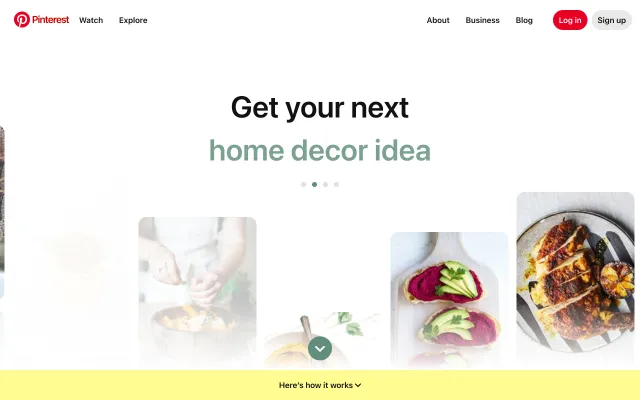 Pinterest Watch Explore About Business Blog Log in Sign up
Get your next
home decor idea
Here's how it works